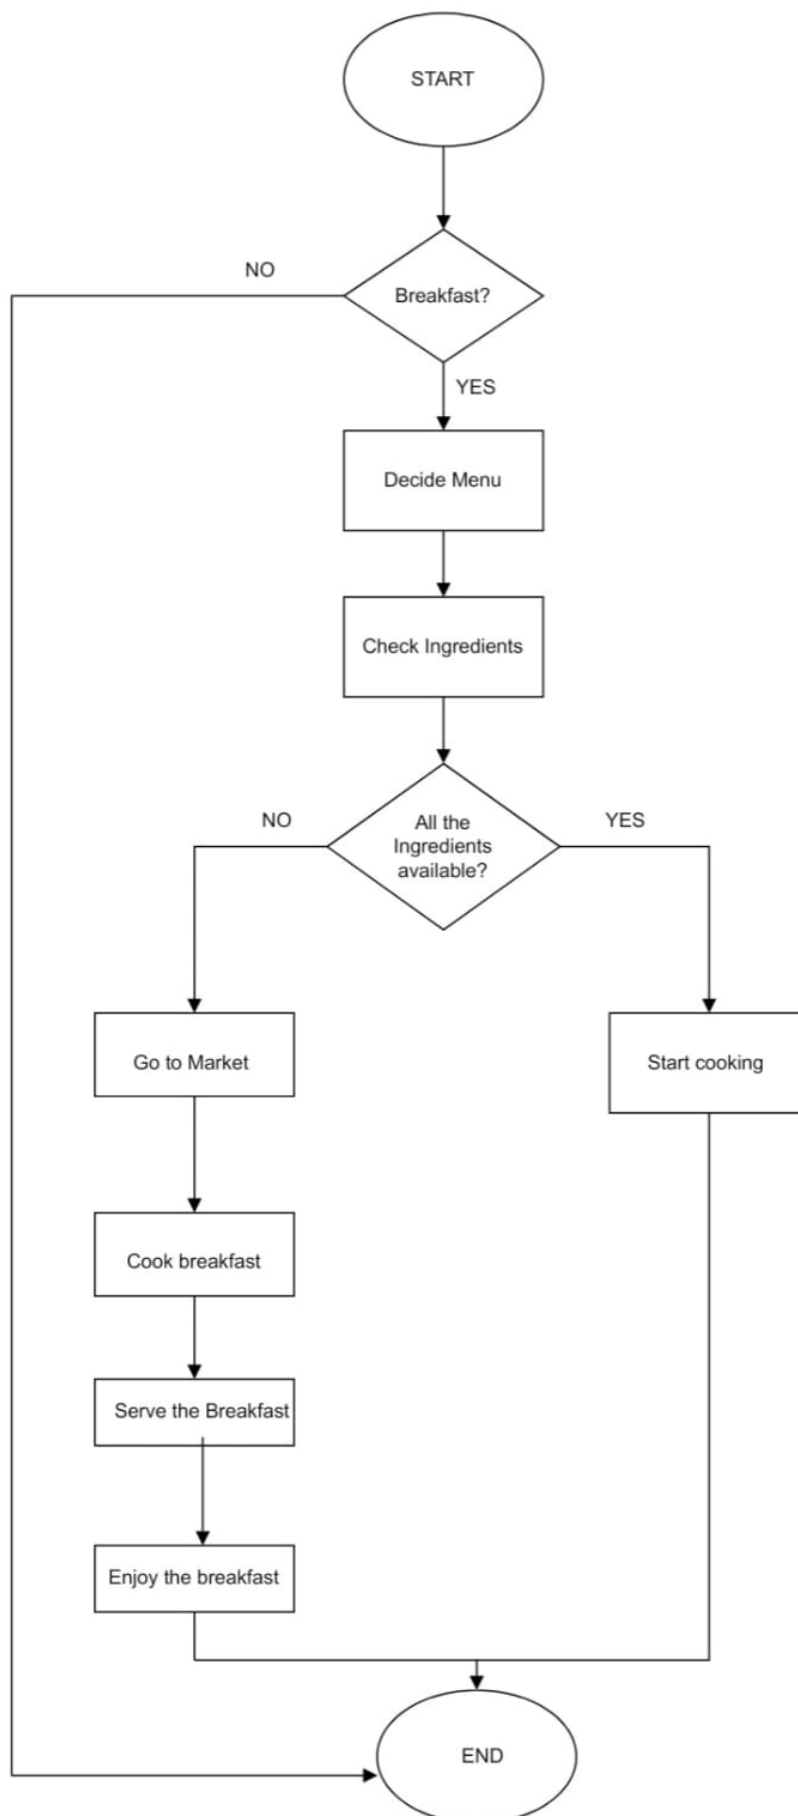 START
NO
Breakfast?
YES
Decide Menu
Check Ingredients
NO
All the
Ingredients
available?
YES
Go to Market
Start cooking
Cook breakfast
Serve the Breakfast
Enjoy the breakfast
END